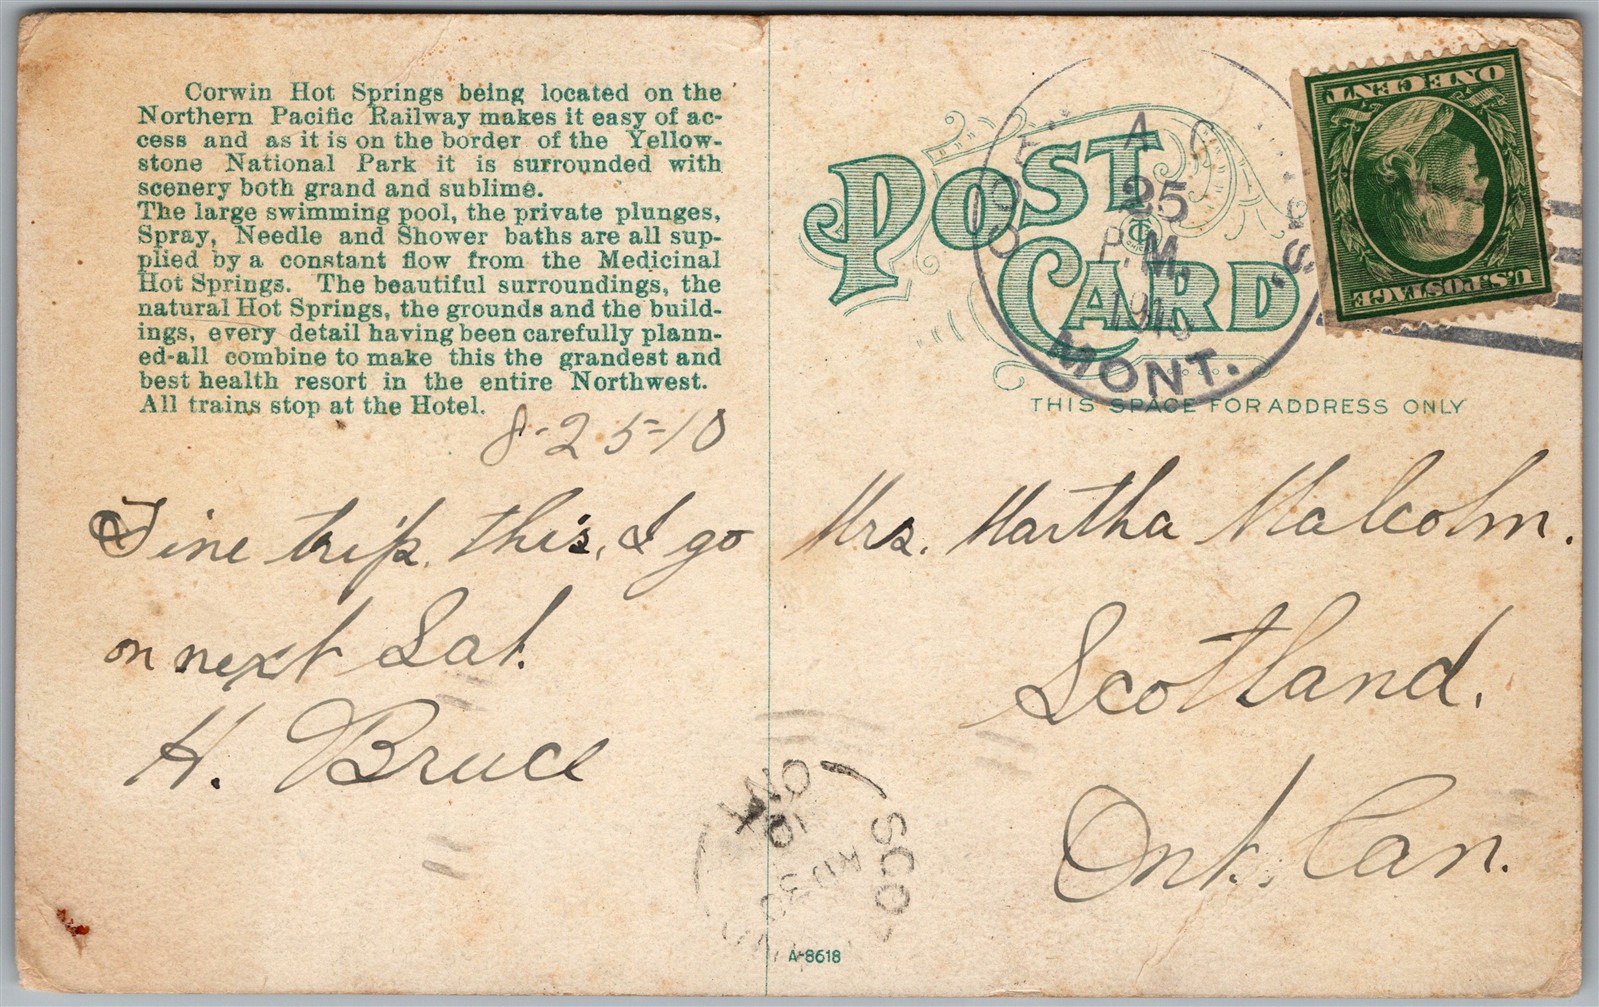 Corwin Hot Springs being located on the
Northern Pacific Railway makes it easy of ac-
cess and as it is on the border of the Yellow-
stone National Park it is surrounded with
scenery both grand and sublime.
The large swimming pool, the private plunges,
Spray, Needle and Shower baths are all sup-
plied by a constant flow from the Medicinal
Hot Springs. The beautiful surroundings, the
natural Hot Springs, the grounds and the build-
ings, every detail having been carefully plann-
ed-all combine to make this the grandest and
best health resort in the entire Northwest.
All trains stop at the Hotel.
8-25-10
Fine trip, this, I go
on next Sat.
H. Bruce
POST CARD
THIS SPACE FOR ADDRESS ONLY
25
P.M.
1910
MONT.
U.S. POSTAGE
ONE CENT
Mrs. Martha Malcolm.
Scotland,
Ont., Can.
SCO
ONT
10
A-8618